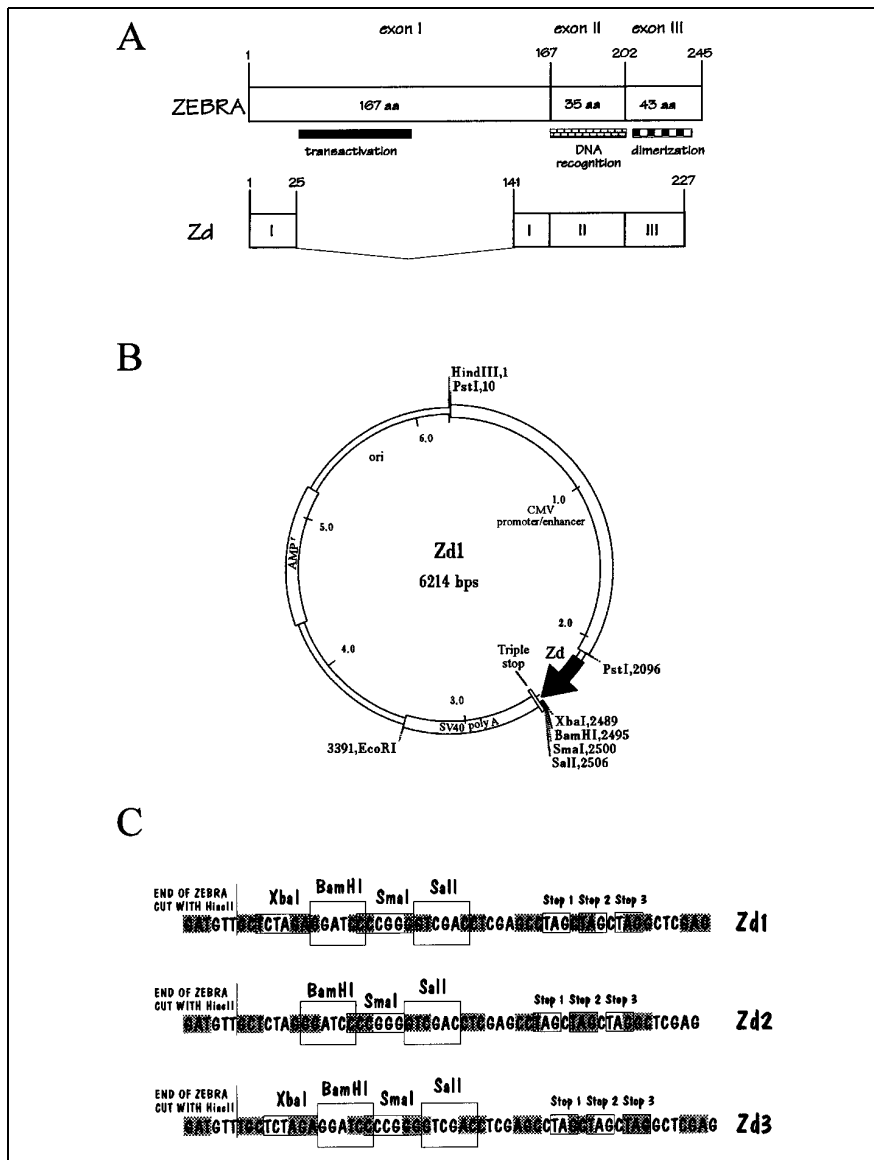 A
exon I exon II exon III
1 167 202 245
ZEBRA 167 aa 35 aa 43 aa
transactivation DNA recognition dimerization
1 25 141 227
Zd I I II III
B
HindIII,1
PstI,10
6.0
ori
1.0
CMV
promoter/enhancer
5.0
AMP r
Zd1
6214 bps
2.0
4.0
Triple
stop
Zd
PstI,2096
3.0
SV40 poly A
XbaI,2489
BamHI,2495
SmaI,2500
SalI,2506
3391,EcoRI
C
END OF ZEBRA
CUT WITH HincII
XbaI BamHI SmaI SalI Stop 1 Stop 2 Stop 3
GATGTTGCTCTAGAGGATCCCCGGGGTCGACCTCGAGCCTAGCTAGCTAGGCTCGAG Zd1
END OF ZEBRA
CUT WITH HincII
BamHI SmaI SalI Stop 1 Stop 2 Stop 3
GATGTTGCTCTAGGGATCCCCGGGGTCGACCTCGAGCCTAGCTAGCTAGGCTCGAG Zd2
END OF ZEBRA
CUT WITH HincII
XbaI BamHI SmaI SalI Stop 1 Stop 2 Stop 3
GATGTTTGCTCTAGAGGATCCCCGGGGTCGACCTCGAGCCTAGCTAGCTAGGCTCGAG Zd3